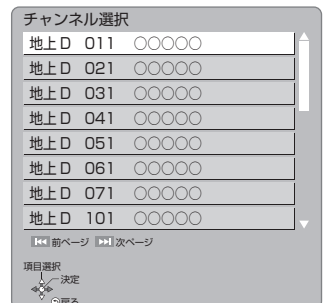 チャンネル選択
地上D 011 ○○○○○
地上D 021 ○○○○○
地上D 031 ○○○○○
地上D 041 ○○○○○
地上D 051 ○○○○○
地上D 061 ○○○○○
地上D 071 ○○○○○
地上D 101 ○○○○○
前ページ 次ページ
項目選択
決定
戻る